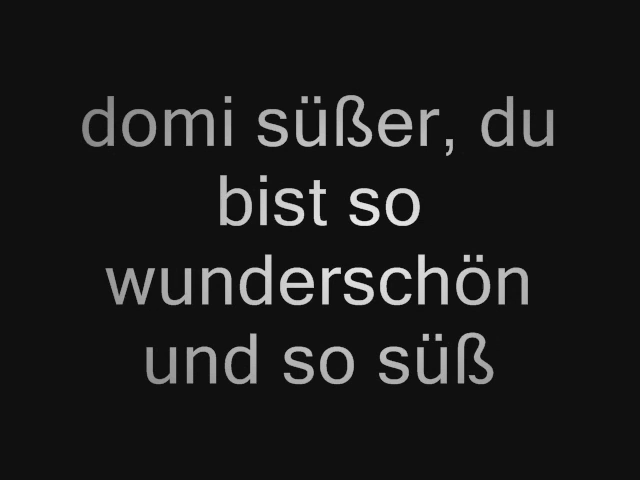 domi süßer, du
bist so
wunderschön
und so süß